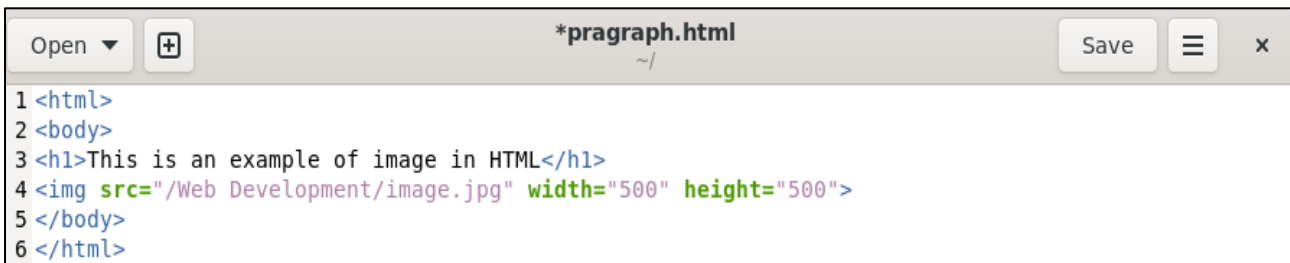 Open
*pragraph.html
~/
Save
1 <html>
2 <body>
3 <h1>This is an example of image in HTML</h1>
4 <img src="/Web Development/image.jpg" width="500" height="500">
5 </body>
6 </html>